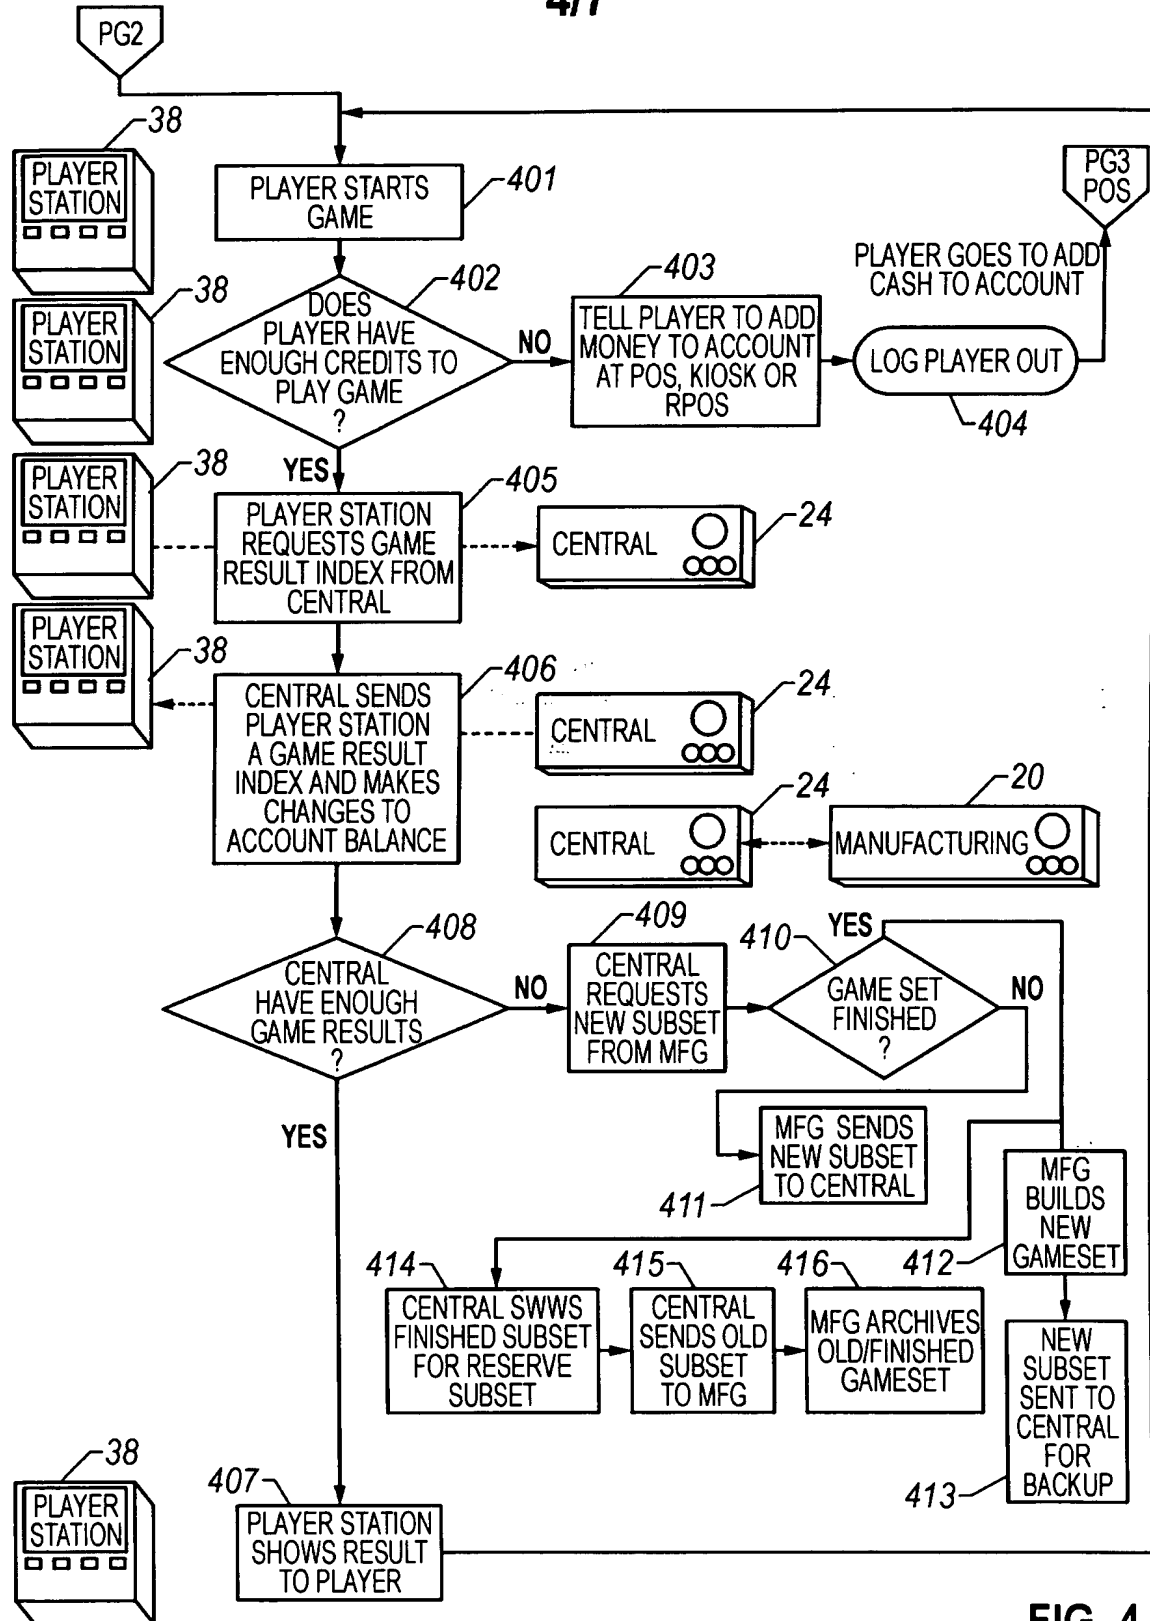 4/7
PG2
38
PLAYER
STATION
PLAYER STARTS
GAME
401
PG3
POS
PLAYER GOES TO ADD
CASH TO ACCOUNT
38
PLAYER
STATION
DOES
PLAYER HAVE
ENOUGH CREDITS TO
PLAY GAME
?
402
NO
403
TELL PLAYER TO ADD
MONEY TO ACCOUNT
AT POS, KIOSK OR
RPOS
LOG PLAYER OUT
404
YES
38
PLAYER
STATION
405
PLAYER STATION
REQUESTS GAME
RESULT INDEX FROM
CENTRAL
CENTRAL
24
38
PLAYER
STATION
406
CENTRAL SENDS
PLAYER STATION
A GAME RESULT
INDEX AND MAKES
CHANGES TO
ACCOUNT BALANCE
CENTRAL
24
CENTRAL
24
MANUFACTURING
20
408
CENTRAL
HAVE ENOUGH
GAME RESULTS
?
NO
409
CENTRAL
REQUESTS
NEW SUBSET
FROM MFG
410
YES
GAME SET
FINISHED
?
NO
YES
MFG SENDS
NEW SUBSET
TO CENTRAL
411
MFG
BUILDS
NEW
GAMESET
412
414
CENTRAL SWWS
FINISHED SUBSET
FOR RESERVE
SUBSET
415
CENTRAL
SENDS OLD
SUBSET
TO MFG
416
MFG ARCHIVES
OLD/FINISHED
GAMESET
NEW
SUBSET
SENT TO
CENTRAL
FOR
BACKUP
413
38
PLAYER
STATION
407
PLAYER STATION
SHOWS RESULT
TO PLAYER
FIG. 4